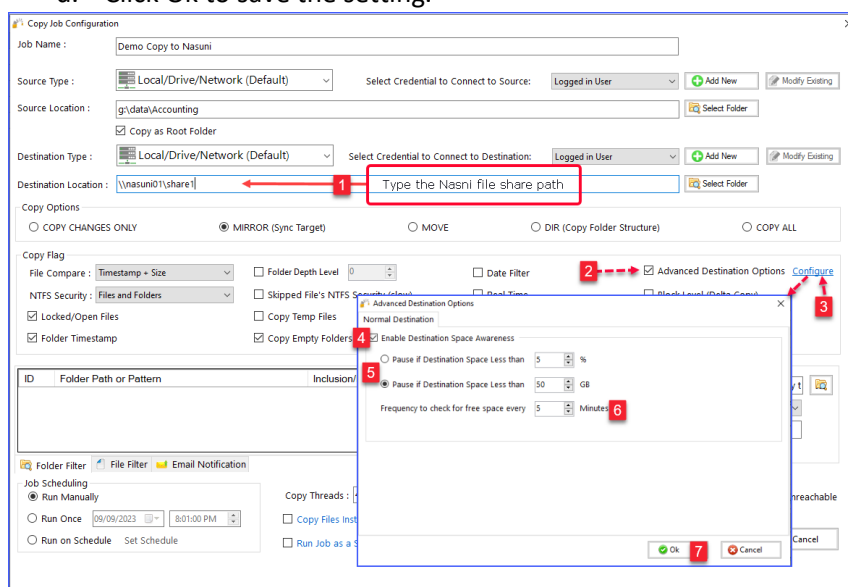 Click Ok to save the setting.
Copy Job Configuration
Job Name :
Demo Copy to Nasuni
Source Type :
Local/Drive/Network (Default)
Select Credential to Connect to Source:
Logged in User
Add New
Modify Existing
Source Location :
g:\data\Accounting
Select Folder
Copy as Root Folder
Destination Type :
Local/Drive/Network (Default)
Select Credential to Connect to Destination:
Logged in User
Add New
Modify Existing
Destination Location :
\\nasuni01\share1
1
Type the Nasni file share path
Select Folder
Copy Options
COPY CHANGES ONLY
MIRROR (Sync Target)
MOVE
DIR (Copy Folder Structure)
COPY ALL
Copy Flag
File Compare :
Timestamp + Size
Folder Depth Level
0
Date Filter
2
Advanced Destination Options
Configure
NTFS Security :
Files and Folders
Skipped File's NTFS Security (slow)
Real Time
Block Level (Delta Copy)
3
Locked/Open Files
Copy Temp Files
Folder Timestamp
Copy Empty Folders
Advanced Destination Options
Normal Destination
4
Enable Destination Space Awareness
Pause if Destination Space Less than
5
%
5
Pause if Destination Space Less than
50
GB
Frequency to check for free space every
5
Minutes
6
Ok
7
Cancel
ID
Folder Path or Pattern
Inclusion/
y t
Folder Filter
File Filter
Email Notification
Job Scheduling
Run Manually
Copy Threads :
nreachable
Run Once
09/09/2023
8:01:00 PM
Copy Files Inst
Run on Schedule
Set Schedule
Run Job as a S
Cancel